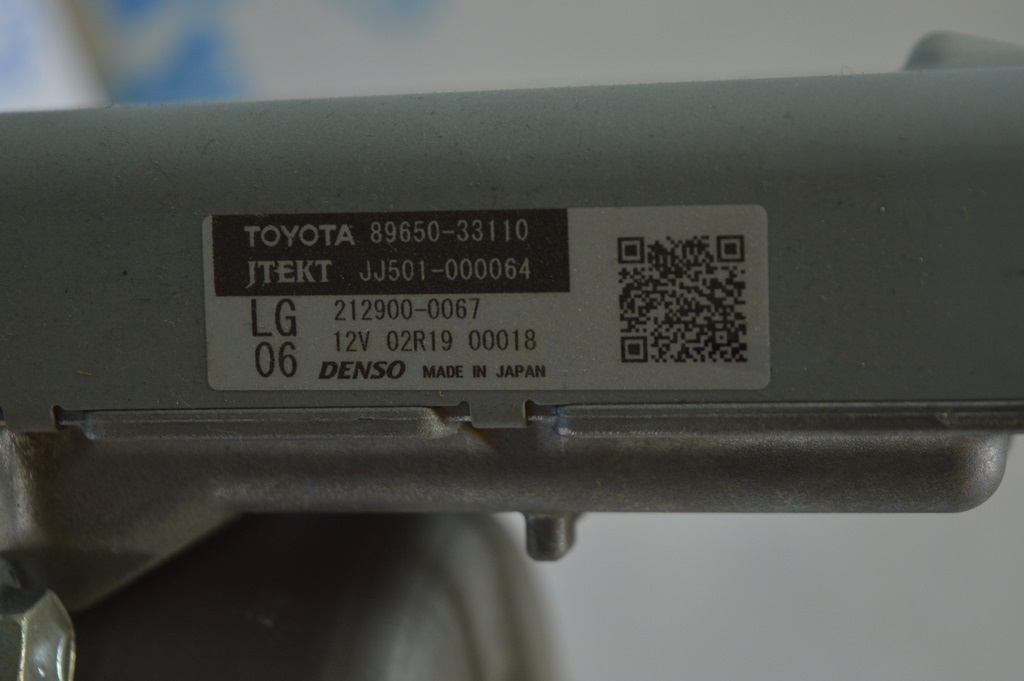 TOYOTA 89650-33110
JTEKT JJ501-000064
LG 212900-0067
06 12V 02R19 00018
DENSO MADE IN JAPAN